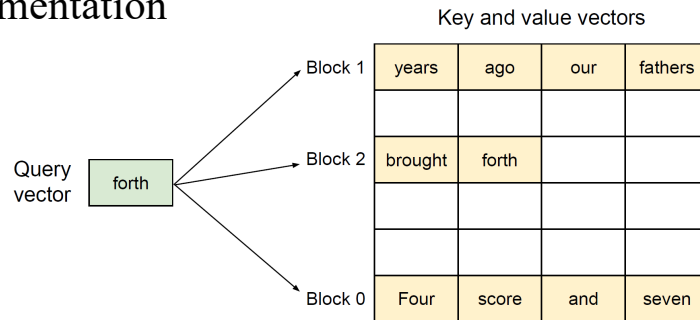 Key and value vectors
Block 1 years ago our fathers
Query vector
forth
Block 2 brought forth
Block 0 Four score and seven